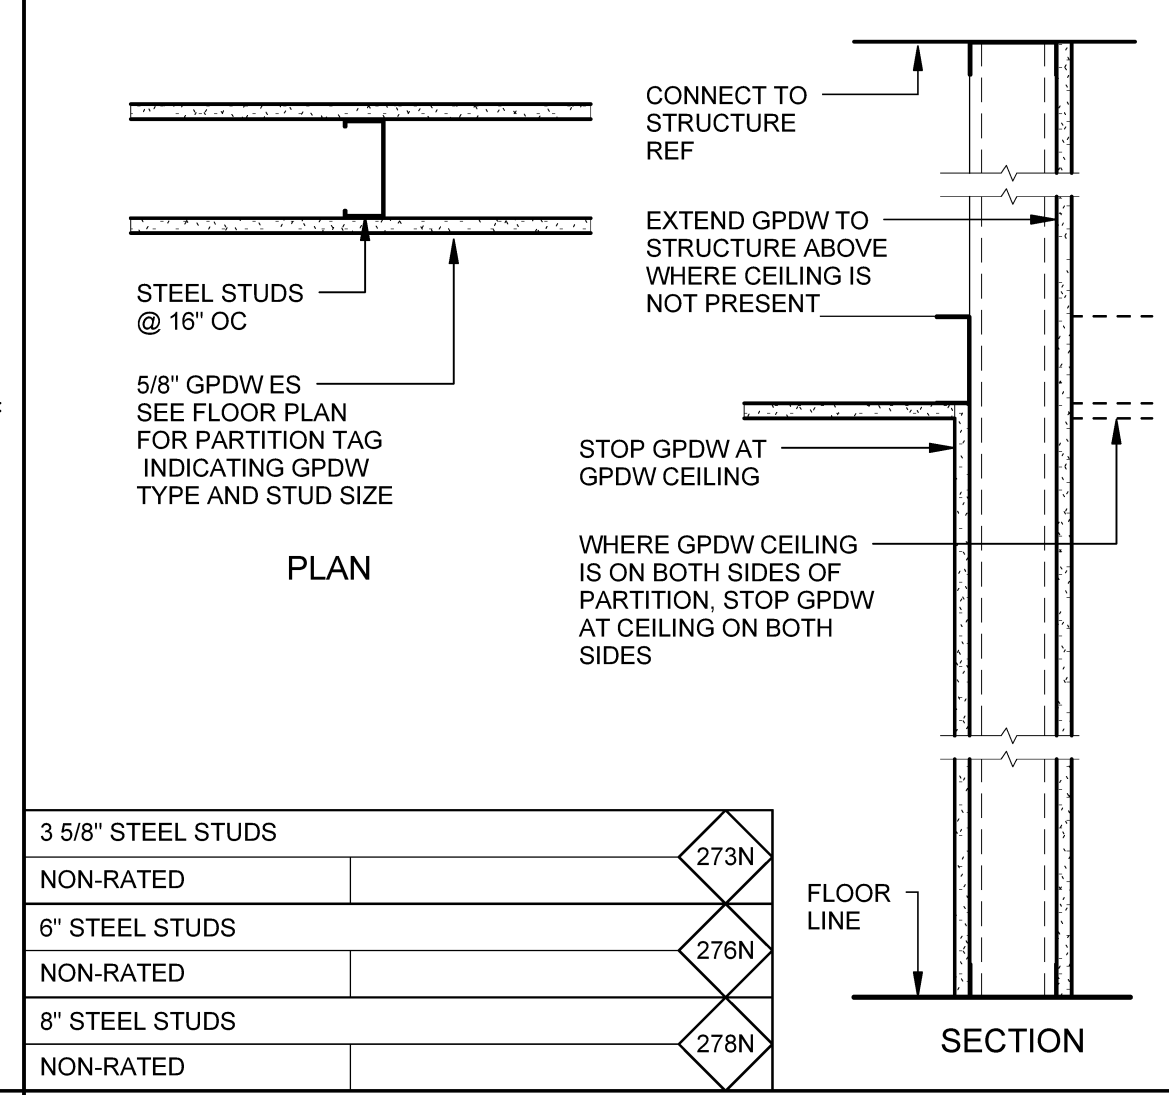 STEEL STUDS
@ 16" OC
5/8" GPDW ES
SEE FLOOR PLAN
FOR PARTITION TAG
INDICATING GPDW
TYPE AND STUD SIZE
PLAN
CONNECT TO
STRUCTURE
REF
EXTEND GPDW TO
STRUCTURE ABOVE
WHERE CEILING IS
NOT PRESENT
STOP GPDW AT
GPDW CEILING
WHERE GPDW CEILING
IS ON BOTH SIDES OF
PARTITION, STOP GPDW
AT CEILING ON BOTH
SIDES
FLOOR
LINE
SECTION
3 5/8" STEEL STUDS
273N
NON-RATED
6" STEEL STUDS
276N
NON-RATED
8" STEEL STUDS
278N
NON-RATED